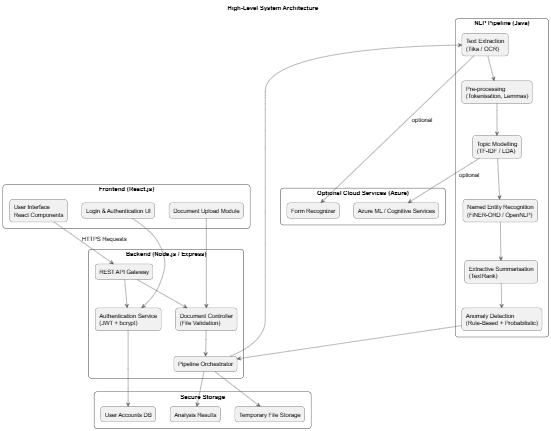 High-Level System Architecture
NLP Pipeline (Java)
Text Extraction
(Tika / OCR)
Pre-processing
(Tokenisation, Lemmas)
optional
Topic Modelling
(TF-IDF / LDA)
optional
Frontend (React.js)
User Interface
React Components
Login & Authentication UI
Document Upload Module
Optional Cloud Services (Azure)
Form Recognizer
Azure ML / Cognitive Services
Named Entity Recognition
(FiNER-ORD / OpenNLP)
HTTPS Requests
Backend (Node.js / Express)
REST API Gateway
Extractive Summarisation
(TextRank)
Authentication Service
(JWT + bcrypt)
Document Controller
(File Validation)
Anomaly Detection
(Rule-Based + Probabilistic)
Pipeline Orchestrator
Secure Storage
User Accounts DB
Analysis Results
Temporary File Storage